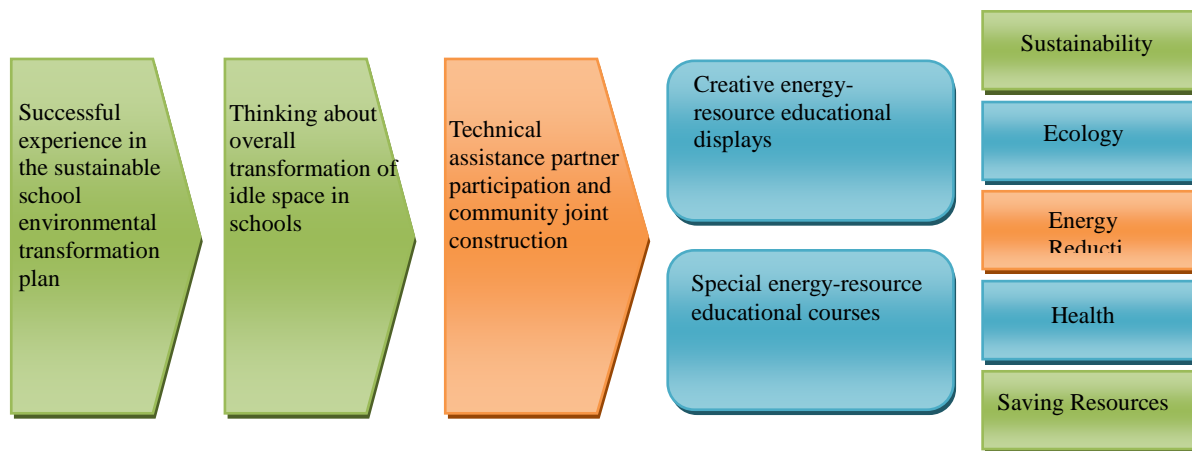 Successful
experience in
the sustainable
school
environmental
transformation
plan
Thinking about
overall
transformation of
idle space in
schools
Technical
assistance partner
participation and
community joint
construction
Creative energy-
resource educational
displays
Special energy-resource
educational courses
Sustainability
Ecology
Energy
Reducti
Health
Saving Resources